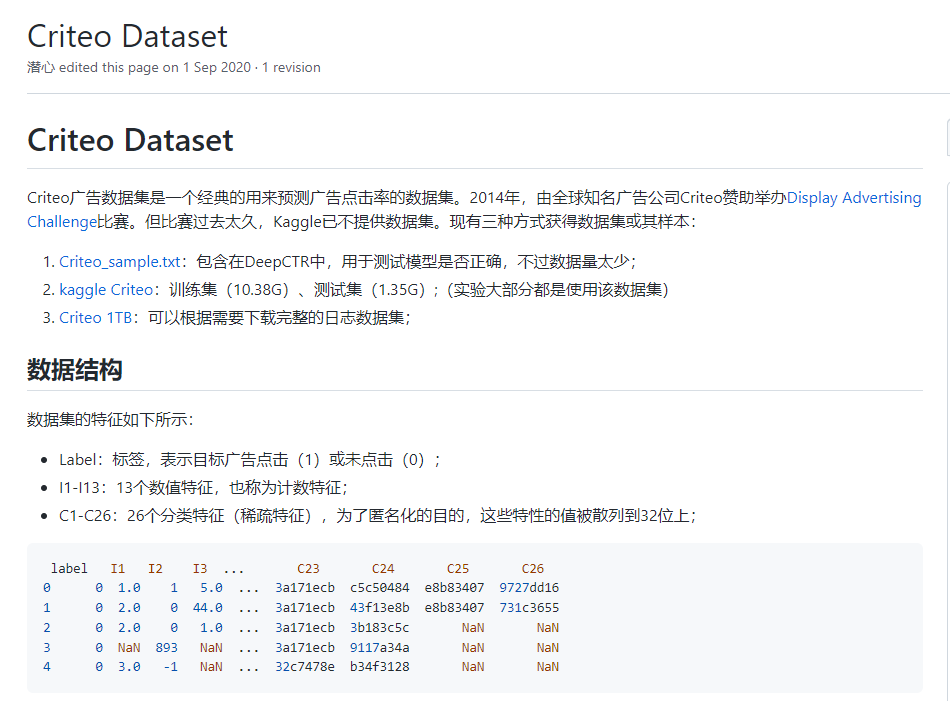 Criteo Dataset
潜心 edited this page on 1 Sep 2020 · 1 revision
Criteo Dataset
Criteo广告数据集是一个经典的用来预测广告点击率的数据集。2014年，由全球知名广告公司Criteo赞助举办Display Advertising
Challenge比赛。但比赛过去太久，Kaggle已不提供数据集。现有三种方式获得数据集或其样本：
1. Criteo_sample.txt：包含在DeepCTR中，用于测试模型是否正确，不过数据量太少；
2. kaggle Criteo：训练集（10.38G）、测试集（1.35G）;（实验大部分都是使用该数据集）
3. Criteo 1TB：可以根据需要下载完整的日志数据集；
数据结构
数据集的特征如下所示：
• Label：标签，表示目标广告点击（1）或未点击（0）；
• I1-I13：13个数值特征，也称为计数特征；
• C1-C26：26个分类特征（稀疏特征），为了匿名化的目的，这些特性的值被散列到32位上；
label I1 I2 I3 ... C23 C24 C25 C26
0 0 1.0 1 5.0 ... 3a171ecb c5c50484 e8b83407 9727dd16
1 0 2.0 0 44.0 ... 3a171ecb 43f13e8b e8b83407 731c3655
2 0 2.0 0 1.0 ... 3a171ecb 3b183c5c NaN NaN
3 0 NaN 893 NaN ... 3a171ecb 9117a34a NaN NaN
4 0 3.0 -1 NaN ... 32c7478e b34f3128 NaN NaN